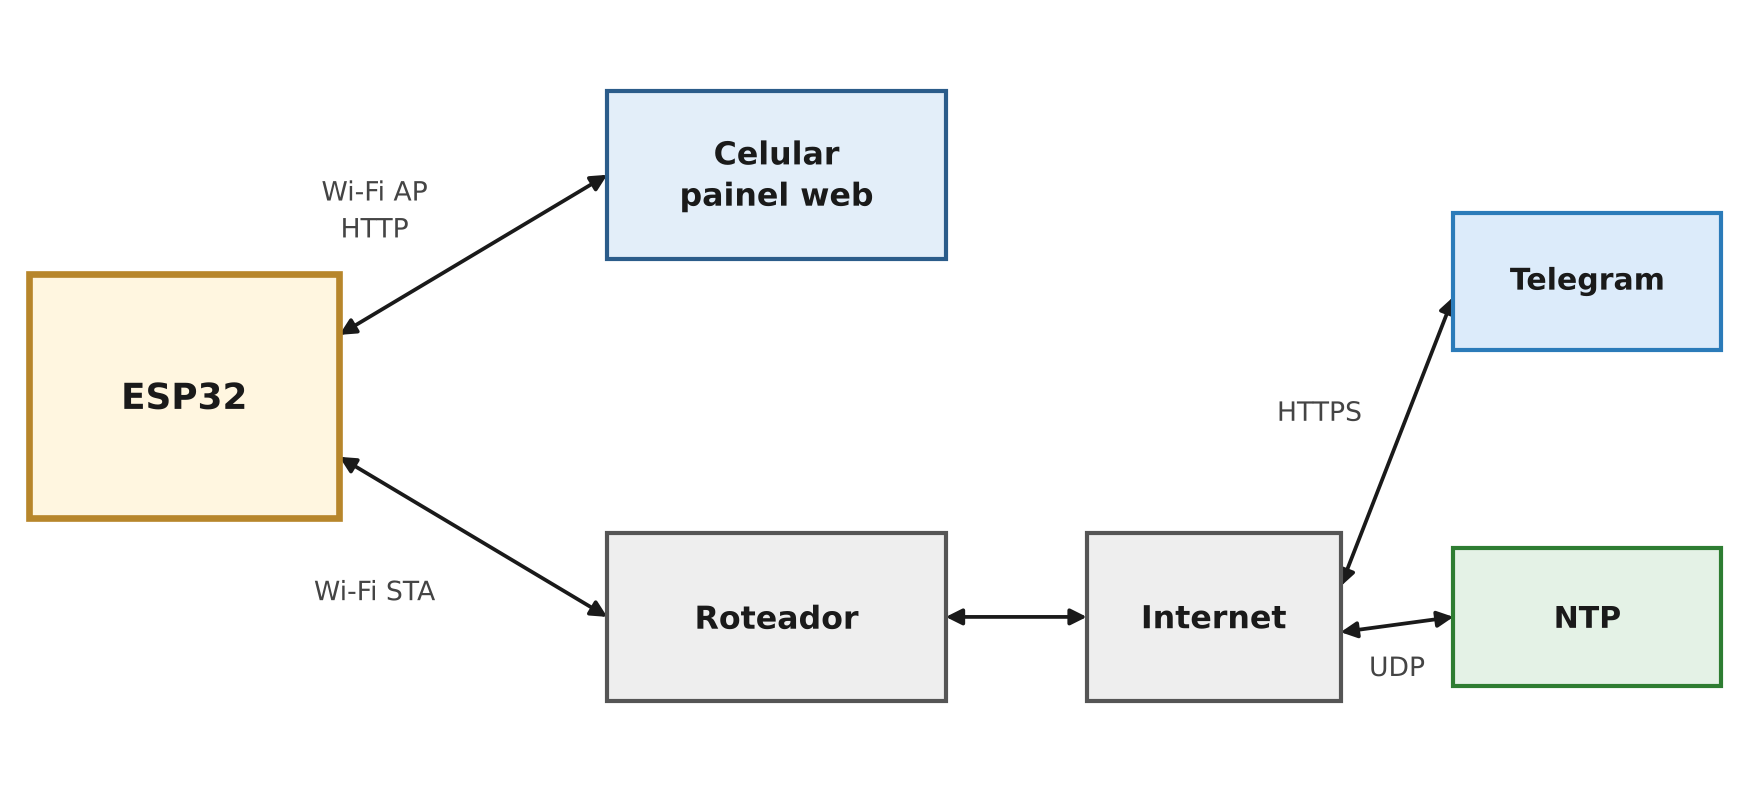 Celular
painel web
Wi-Fi AP
HTTP
Telegram
ESP32
HTTPS
Wi-Fi STA
Roteador
Internet
NTP
UDP